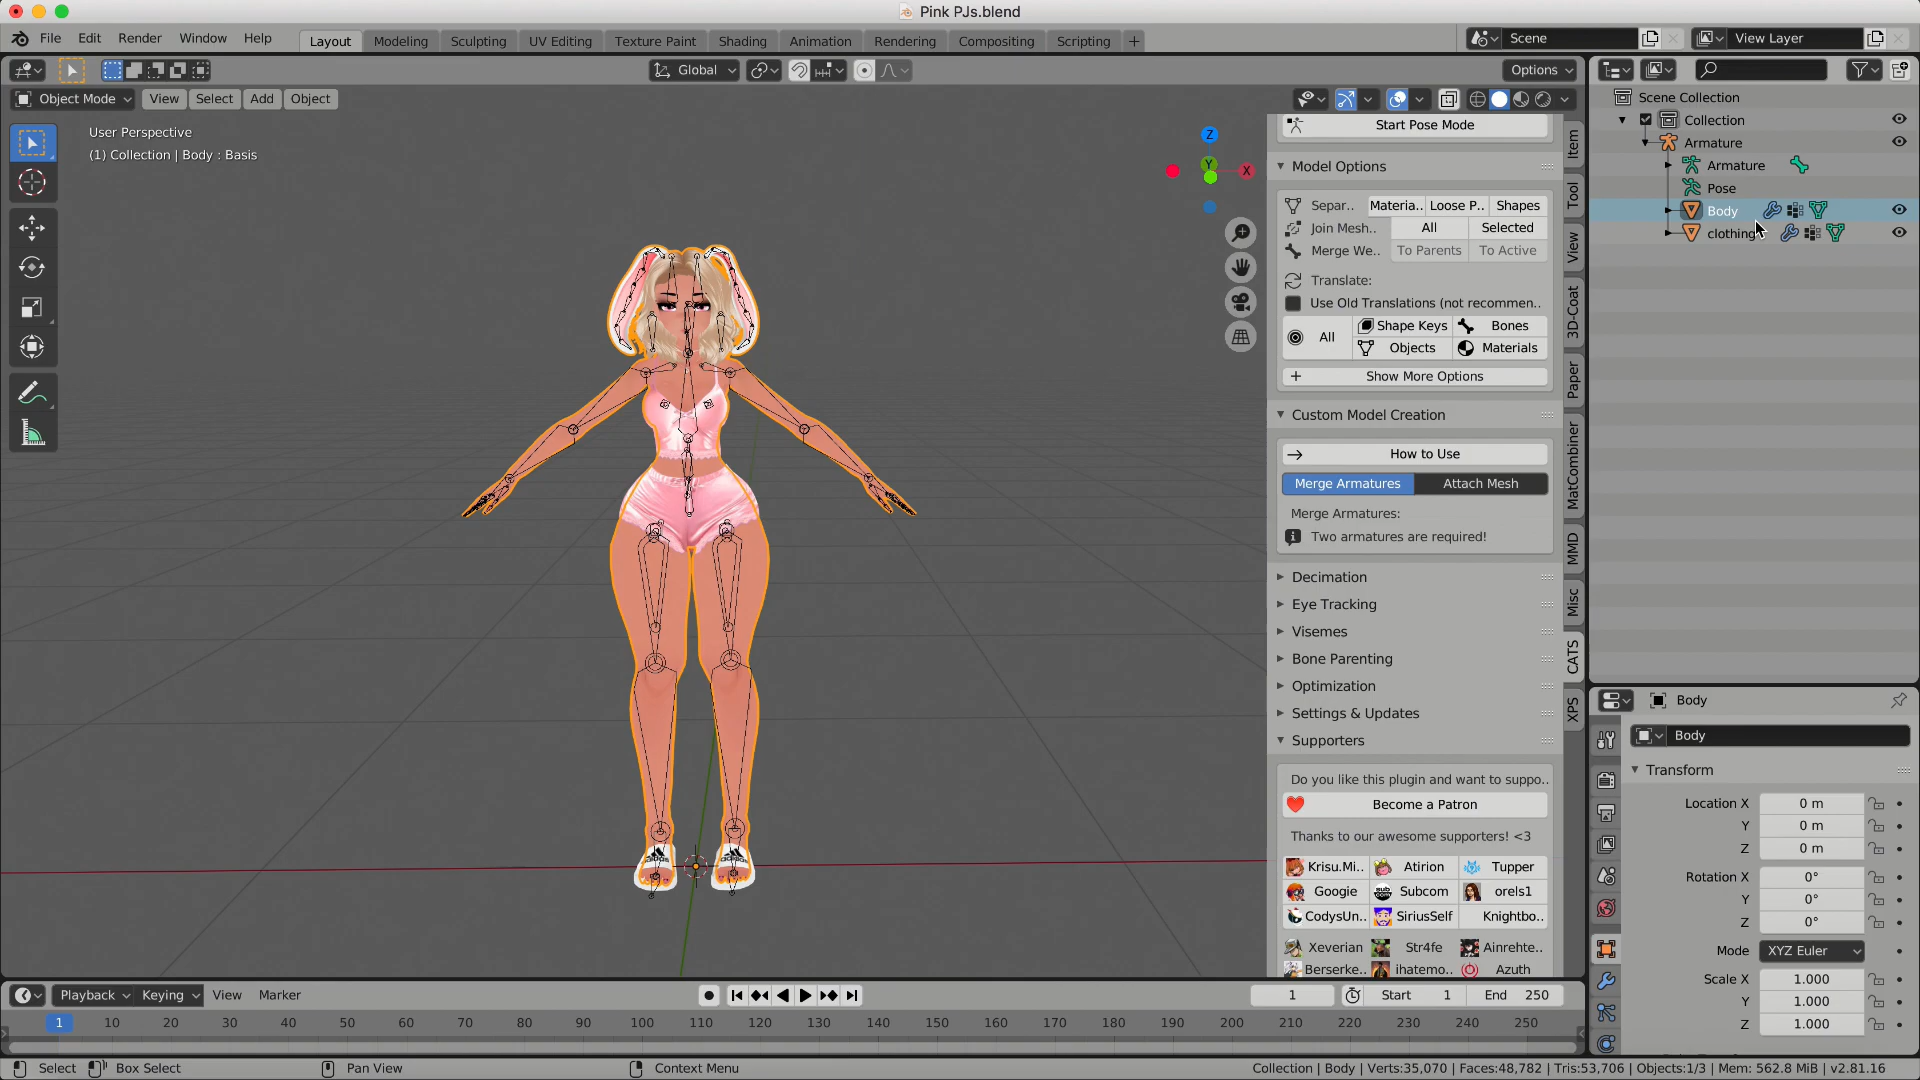 Pink PJs.blend
File Edit Render Window Help Layout Modeling Sculpting UV Editing Texture Paint Shading Animation Rendering Compositing Scripting + Scene View Layer
Global Options
Object Mode View Select Add Object
User Perspective
(1) Collection | Body : Basis
Z
Y
X
Start Pose Mode
Model Options
Separ.. Materia.. Loose P.. Shapes
Join Mesh.. All Selected
Merge We.. To Parents To Active
Translate:
Use Old Translations (not recommen..
All Shape Keys Bones
Objects Materials
Show More Options
Custom Model Creation
How to Use
Merge Armatures Attach Mesh
Merge Armatures:
Two armatures are required!
Decimation
Eye Tracking
Visemes
Bone Parenting
Optimization
Settings & Updates
Supporters
Do you like this plugin and want to suppo..
Become a Patron
Thanks to our awesome supporters! <3
Krisu.Mi.. Atirion Tupper
Googie Subcom orels1
CodysUn.. SiriusSelf Knightbo..
Xeverian Str4fe Ainrehte..
Berserke.. ihatemo.. Azuth
Item
Tool
View
3D-Coat
Paper
MatCombiner
MMD
Misc
CATS
XPS
Scene Collection
Collection
Armature
Armature
Pose
Body
clothing
Body
Body
Transform
Location X 0 m
Y 0 m
Z 0 m
Rotation X 0°
Y 0°
Z 0°
Mode XYZ Euler
Scale X 1.000
Y 1.000
Z 1.000
Playback Keying View Marker 1 Start 1 End 250
1 10 20 30 40 50 60 70 80 90 100 110 120 130 140 150 160 170 180 190 200 210 220 230 240 250
Select Box Select Pan View Context Menu Collection | Body | Verts:35,070 | Faces:48,782 | Tris:53,706 | Objects:1/3 | Mem: 562.8 MiB | v2.81.16